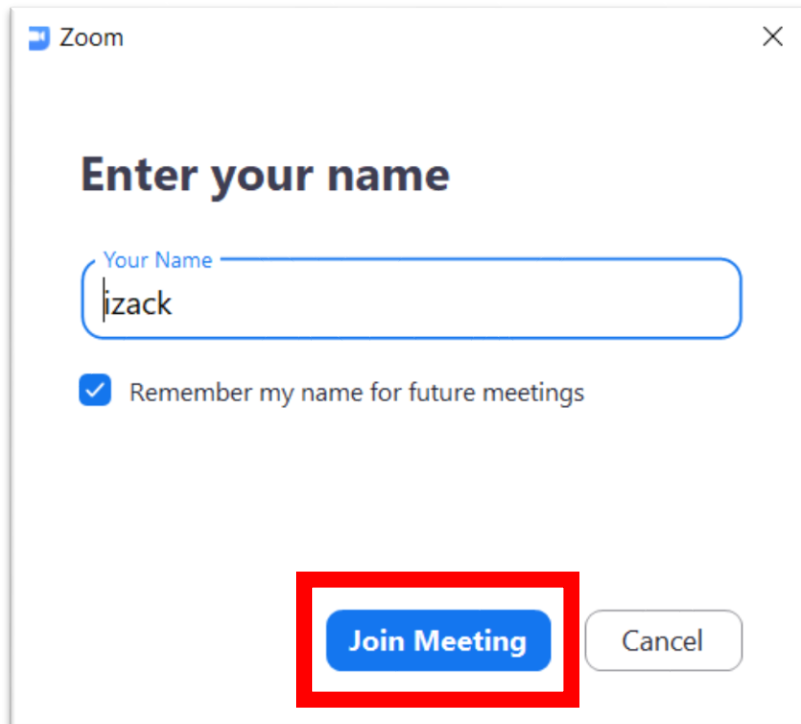 Zoom
Enter your name
Your Name
izack
Remember my name for future meetings
Join Meeting Cancel